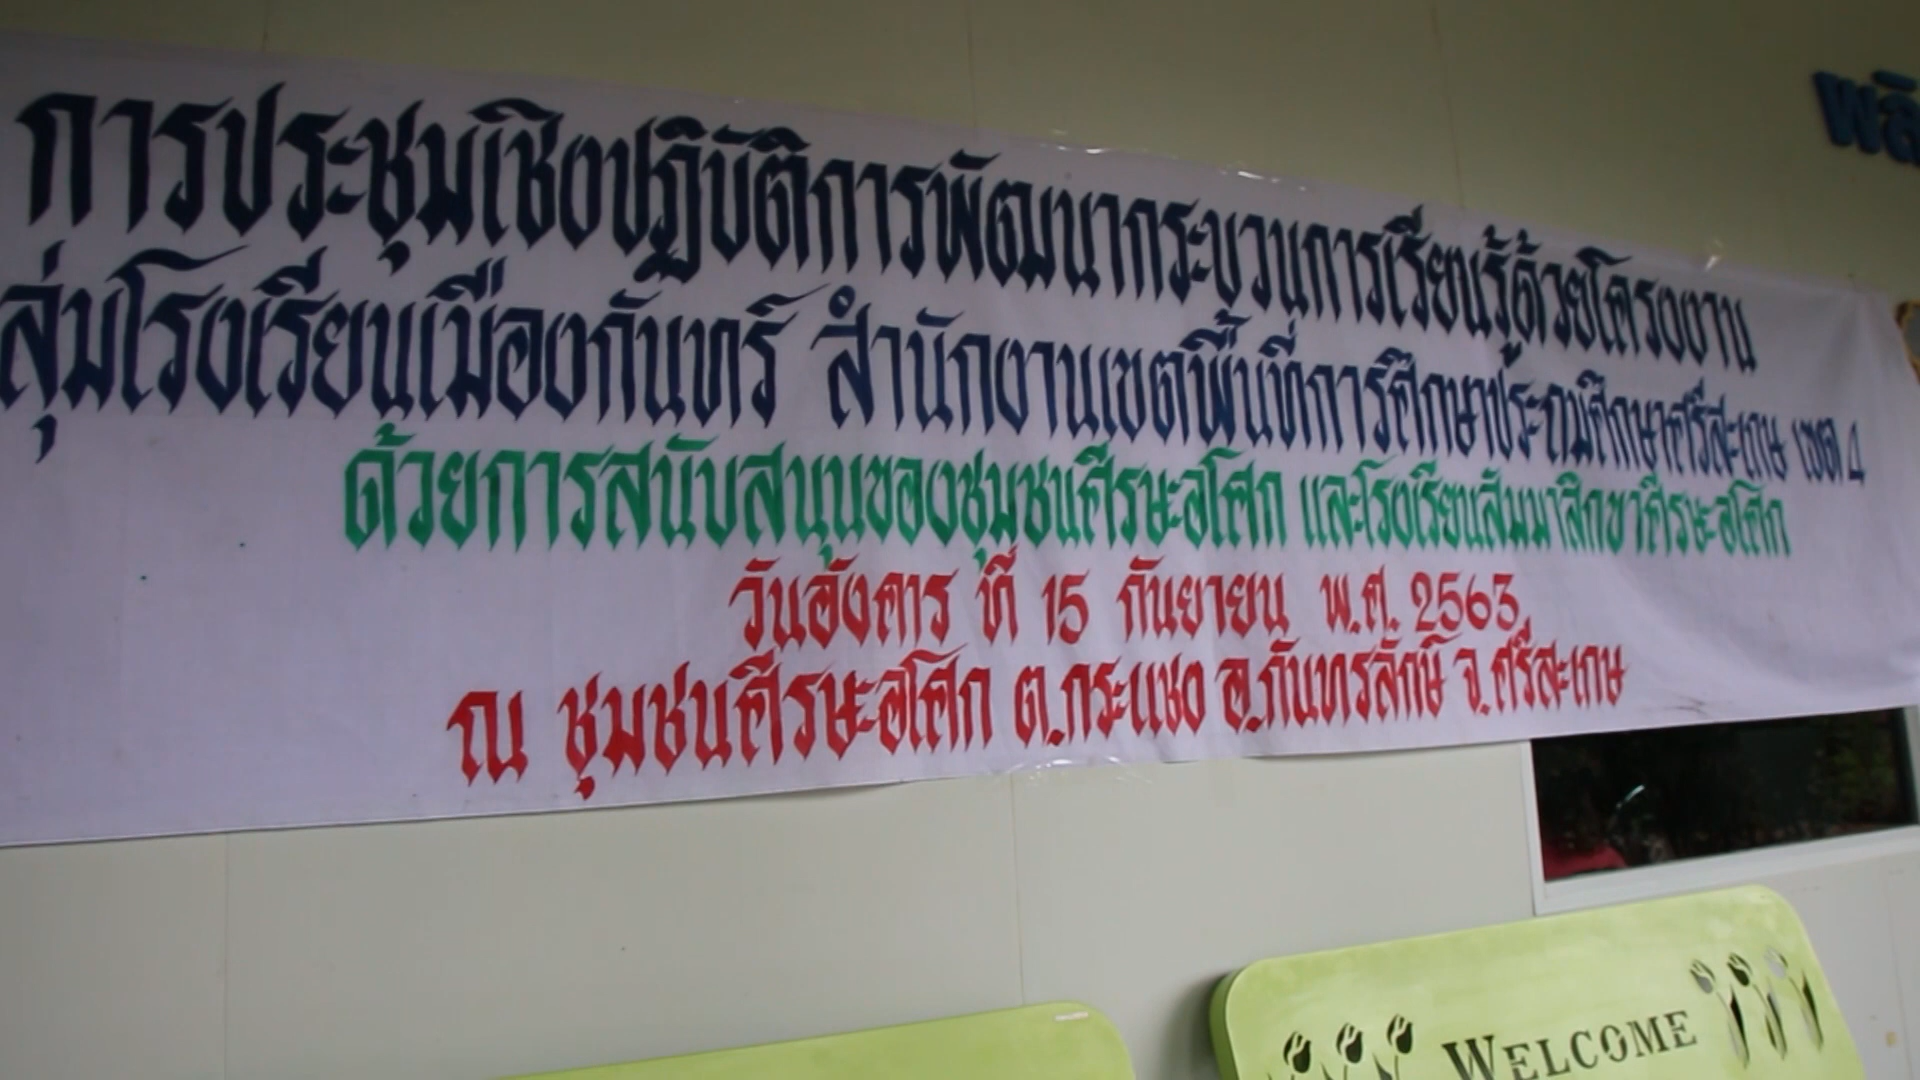 การประชุมเชิงปฏิบัติการพัฒนากระบวนการเรียนรู้ด้วยโครงงาน
ลุ่มโรงเรียนเมืองกันทร์ สำนักงานเขตพื้นที่การศึกษาประถมศึกษาศรีสะเกษ เขต 4
ด้วยการสนับสนุนของชุมชนศีรษะอโศก และโรงเรียนสัมมาสิกขาศีรษะอโศก
วันอังคาร ที่ 15 กันยายน พ.ศ. 2563
ณ ชุมชนศีรษะอโศก ต.กระแชง อ.กันทรลักษ์ จ.ศรีสะเกษ
WELCOME